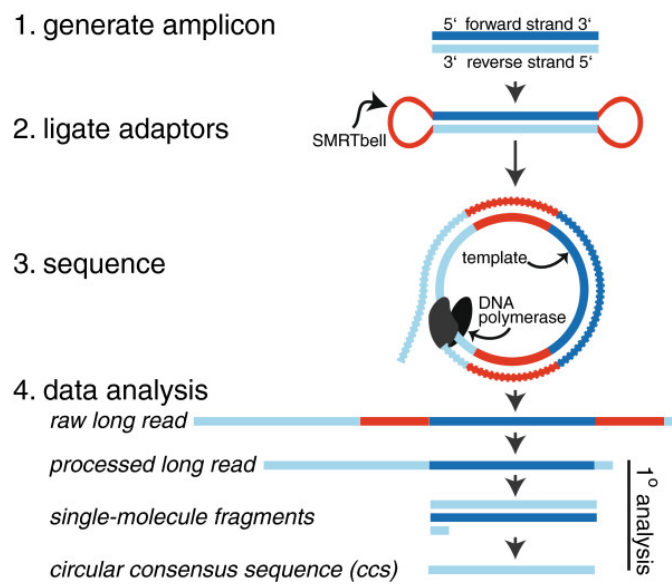 1. generate amplicon
5‘ forward strand 3‘
3‘ reverse strand 5‘
2. ligate adaptors
SMRTbell
3. sequence
template
DNA
polymerase
4. data analysis
raw long read
processed long read
single-molecule fragments
circular consensus sequence (ccs)
1° analysis